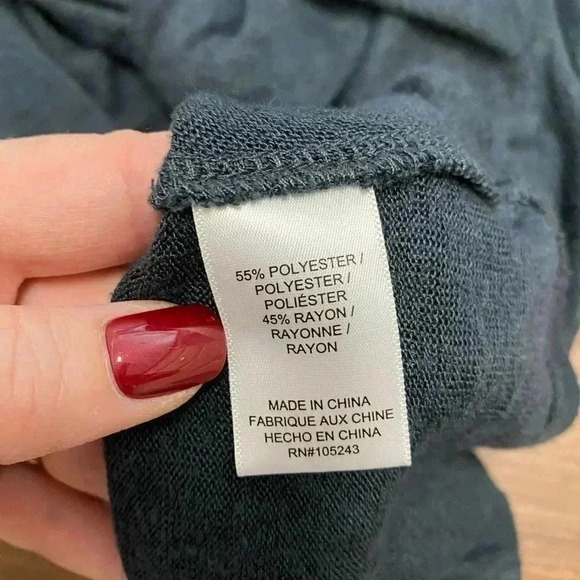 55% POLYESTER /
POLYESTER /
POLIÉSTER
45% RAYON /
RAYONNE /
RAYON
MADE IN CHINA
FABRIQUE AUX CHINE
HECHO EN CHINA
RN#105243